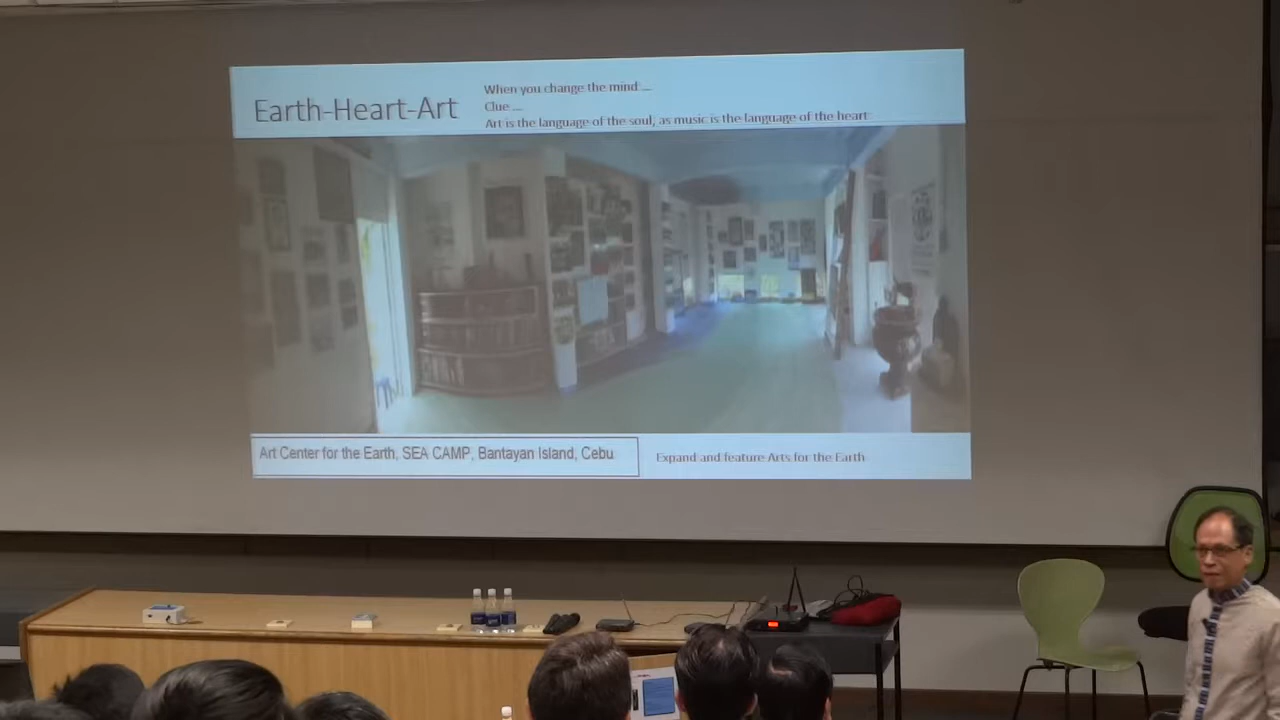 Earth-Heart-Art
When you change the mind ...
Clue ...
Art is the language of the soul, as music is the language of the heart
Art Center for the Earth, SEA CAMP, Bantayan Island, Cebu
Expand and feature Arts for the Earth